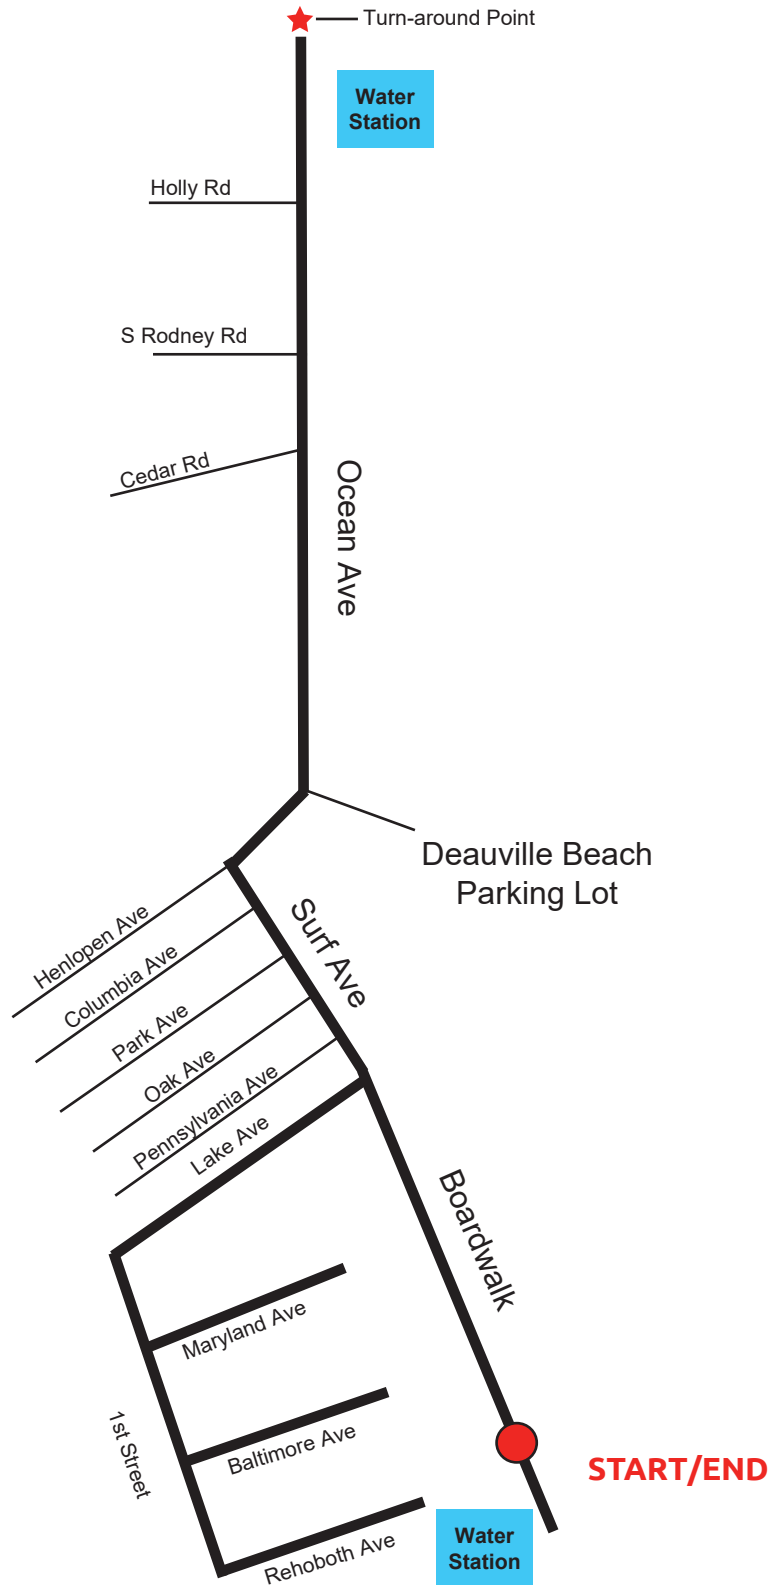 Turn-around Point
Water
Station
Holly Rd
S Rodney Rd
Cedar Rd
Ocean Ave
Deauville Beach
Parking Lot
Surf Ave
Henlopen Ave
Columbia Ave
Park Ave
Oak Ave
Pennsylvania Ave
Lake Ave
Boardwalk
Maryland Ave
1st Street
Baltimore Ave
START/END
Rehoboth Ave
Water
Station